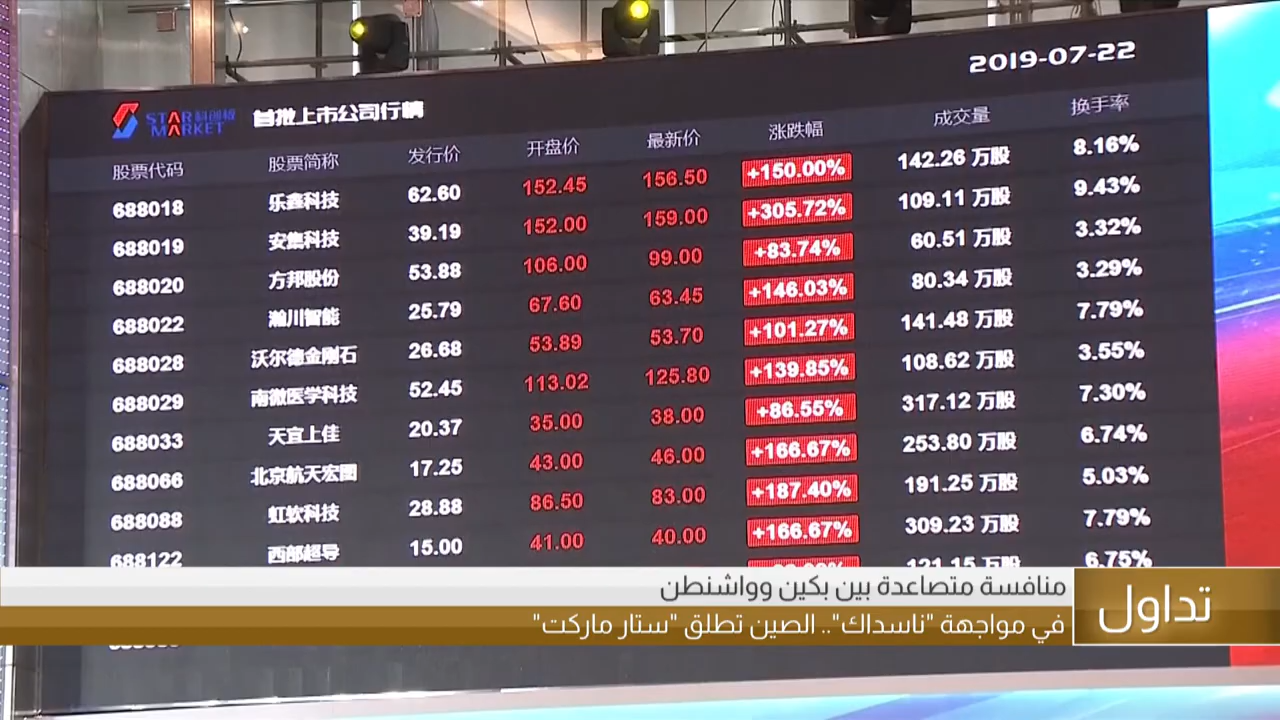 2019-07-22
STAR科创板 MARKET 首批上市公司行情
股票代码 股票简称 发行价 开盘价 最新价 涨跌幅 成交量 换手率
688018 乐鑫科技 62.60 152.45 156.50 +150.00% 142.26 万股 8.16%
688019 安集科技 39.19 152.00 159.00 +305.72% 109.11 万股 9.43%
688020 方邦股份 53.88 106.00 99.00 +83.74% 60.51 万股 3.32%
688022 瀚川智能 25.79 67.60 63.45 +146.03% 80.34 万股 3.29%
688028 沃尔德金刚石 26.68 53.89 53.70 +101.27% 141.48 万股 7.79%
688029 南微医学科技 52.45 113.02 125.80 +139.85% 108.62 万股 3.55%
688033 天宜上佳 20.37 35.00 38.00 +86.55% 317.12 万股 7.30%
688066 北京航天宏图 17.25 43.00 46.00 +166.67% 253.80 万股 6.74%
688088 虹软科技 28.88 86.50 83.00 +187.40% 191.25 万股 5.03%
688122 西部超导 15.00 41.00 40.00 +166.67% 309.23 万股 7.79%
121.15 万股 6.75%
تداول
منافسة متصاعدة بين بكين وواشنطن
في مواجهة "ناسداك".. الصين تطلق "ستار ماركت"